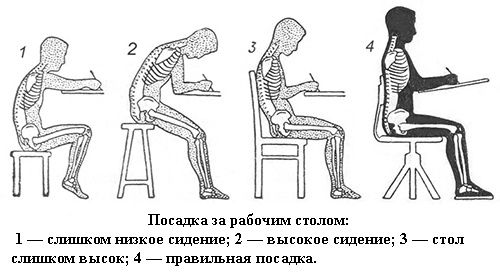 1 2 3 4
Посадка за рабочим столом:
1 — слишком низкое сидение; 2 — высокое сидение; 3 — стол
слишком высок; 4 — правильная посадка.